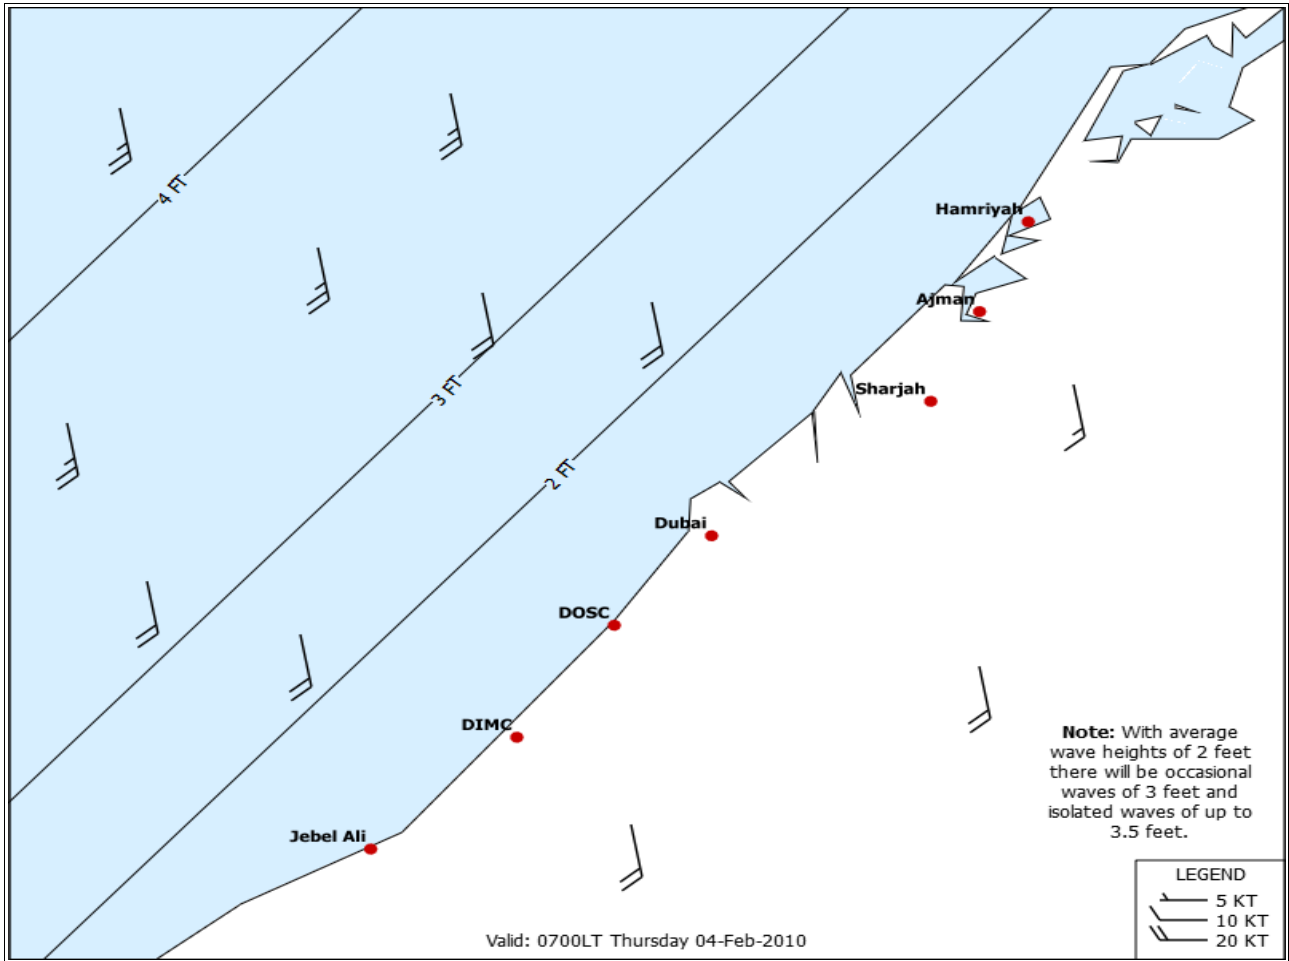 4 FT
Hamriyah
Ajman
3 FT
Sharjah
2 FT
Dubai
DOSC
DIMC
Jebel Ali
Note: With average
wave heights of 2 feet
there will be occasional
waves of 3 feet and
isolated waves of up to
3.5 feet.
LEGEND
5 KT
10 KT
20 KT
Valid: 0700LT Thursday 04-Feb-2010